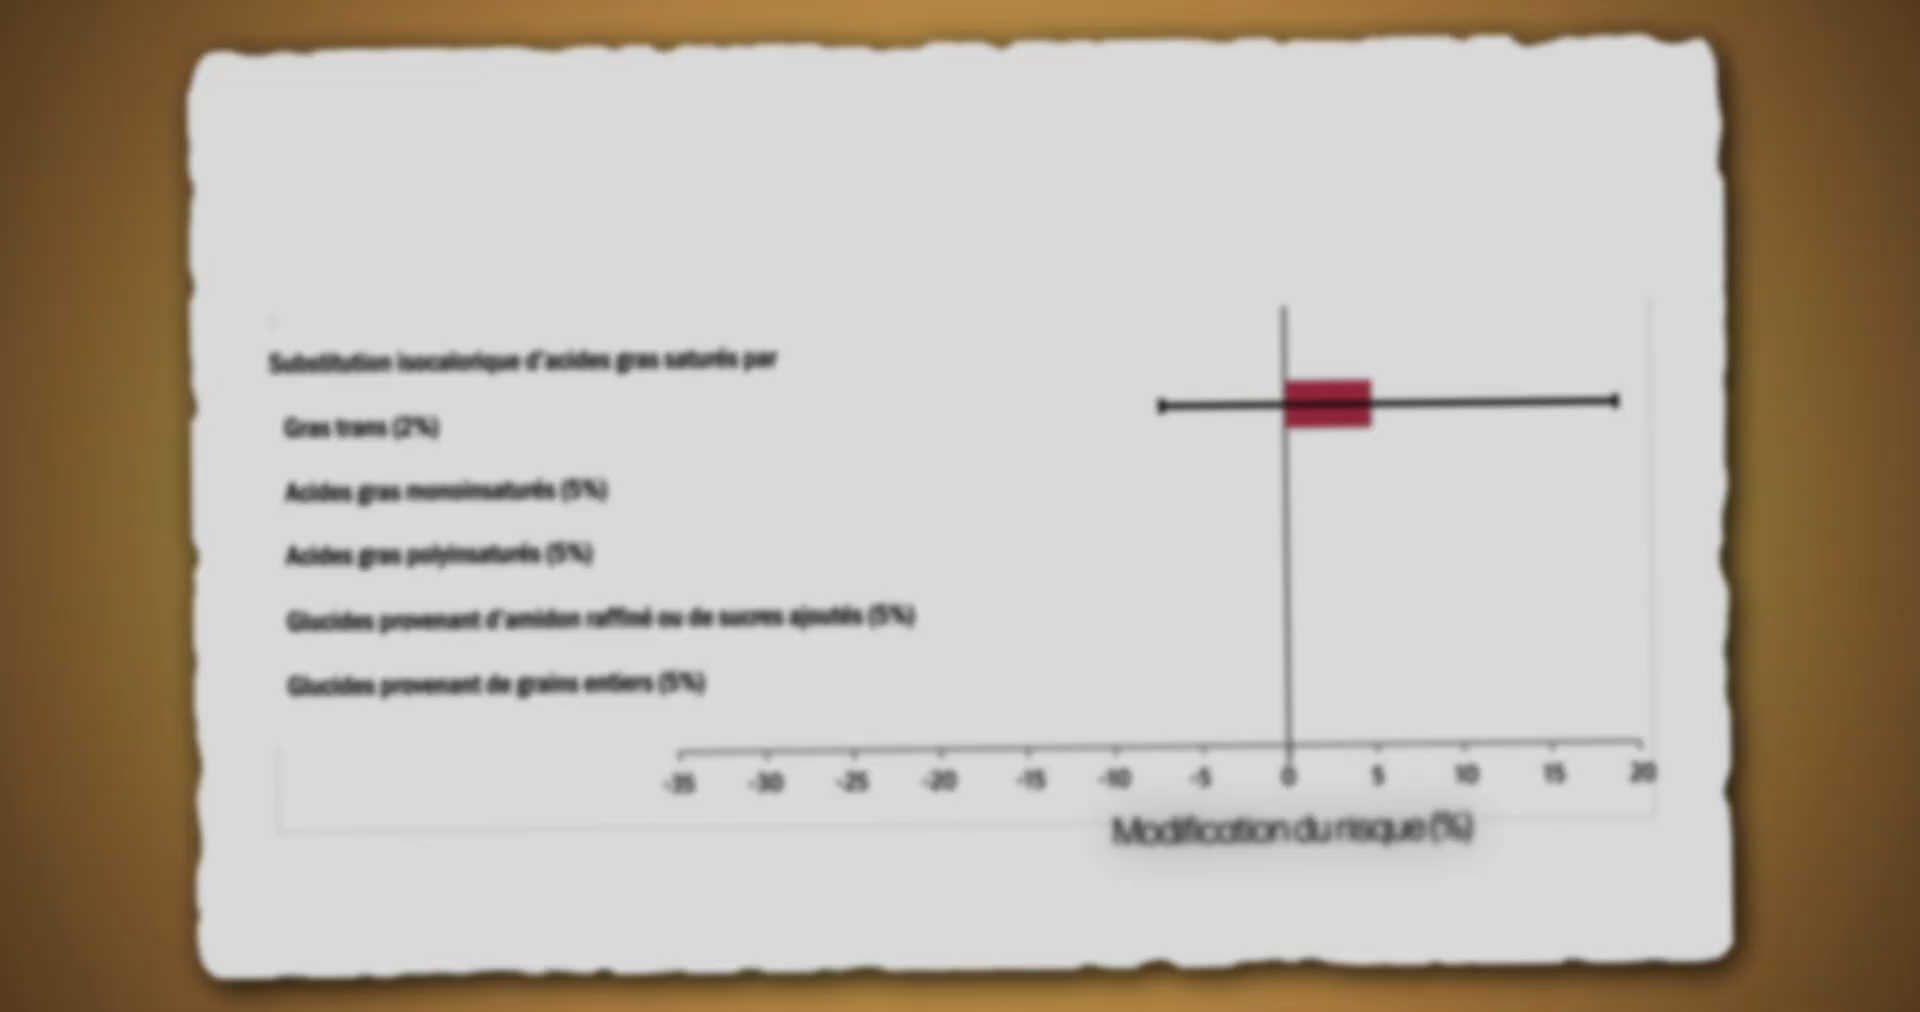 Substitution isocalorique d'acides gras saturés par
Gras trans (2%)
Acides gras monoinsaturés (5%)
Acides gras polyinsaturés (5%)
Glucides provenant d'amidon raffiné ou de sucres ajoutés (5%)
Glucides provenant de grains entiers (5%)
-35 -30 -25 -20 -15 -10 -5 0 5 10 15 20
Modification du risque (%)